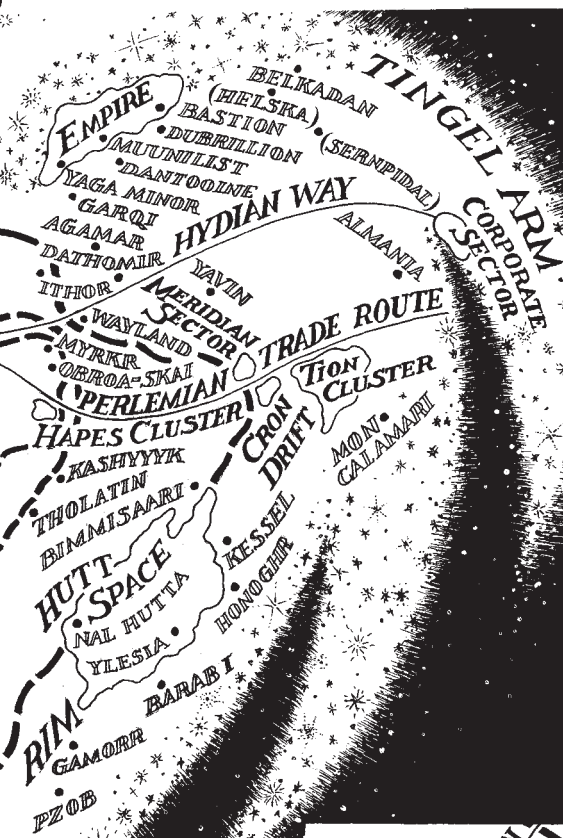 TINGEL ARM
BELKADAN
(HELSKA)
EMPIRE
BASTION
(SERNPIDAL)
DUBRILLION
MUUNILIST
DANTOOINE
YAGA MINOR
GARQI
HYDIAN WAY
CORPORATE
SECTOR
AGAMAR
ALMANIA
DATHOMIR
YAVIN
ITHOR
MERIDIAN
SECTOR
WAYLAND
TRADE ROUTE
MYRKR
OBROA-SKAI
TION
CLUSTER
PERLEMIAN
HAPES CLUSTER
CRON
DRIFT
MON
CALAMARI
KASHYYYK
THOLATIN
BIMMISAARI
KESSEL
HUTT
SPACE
HONOGHR
NAL HUTTA
YLESIA
BARAB I
RIM
GAMORR
PZOB